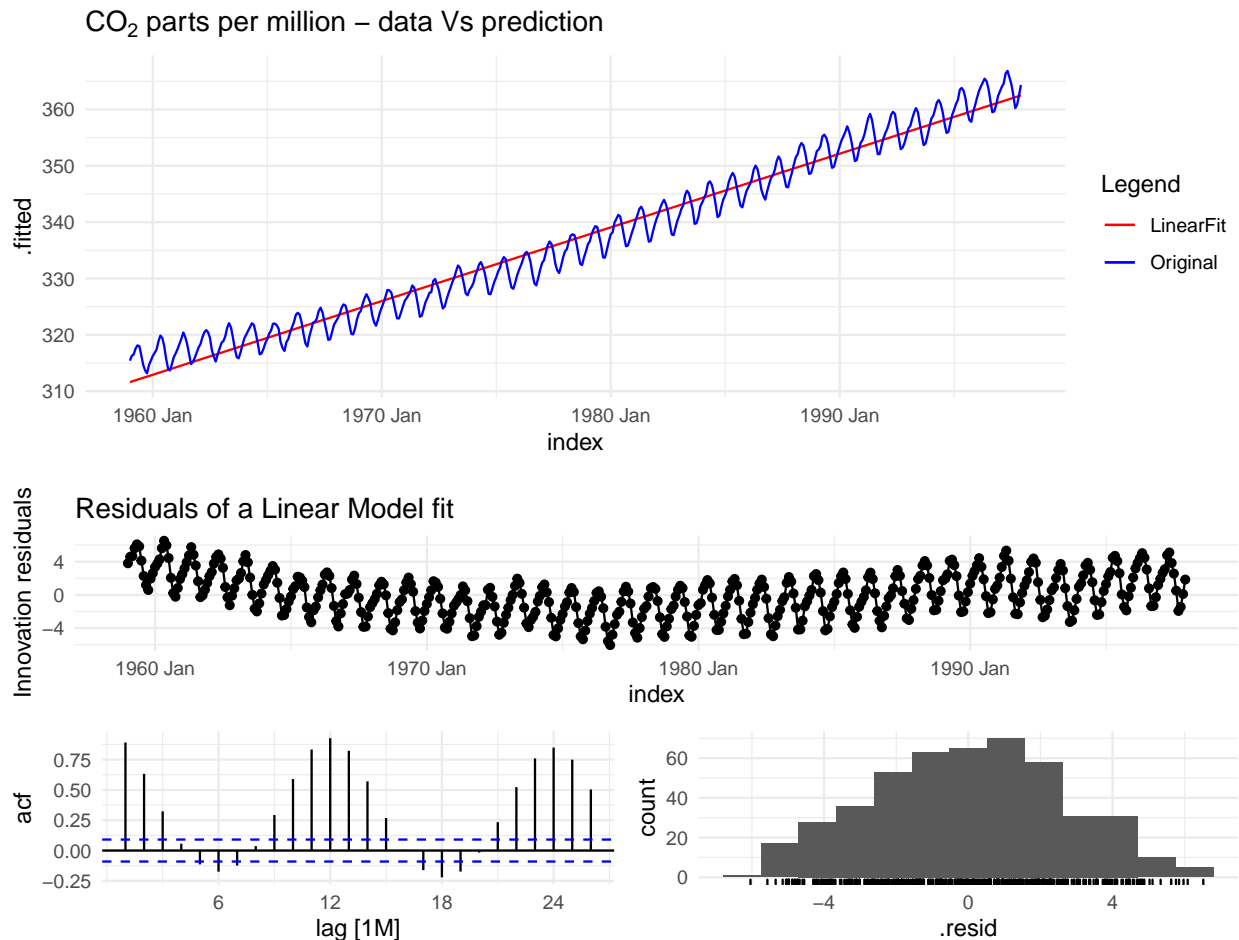 CO₂ parts per million – data Vs prediction
.fitted
360
350
340
330
320
310
1960 Jan
1970 Jan
1980 Jan
1990 Jan
index
Legend
LinearFit
Original
Residuals of a Linear Model fit
Innovation residuals
4
0
−4
1960 Jan
1970 Jan
1980 Jan
1990 Jan
index
acf
0.75
0.50
0.25
0.00
−0.25
6
12
18
24
lag [1M]
count
60
40
20
0
−4
0
4
.resid